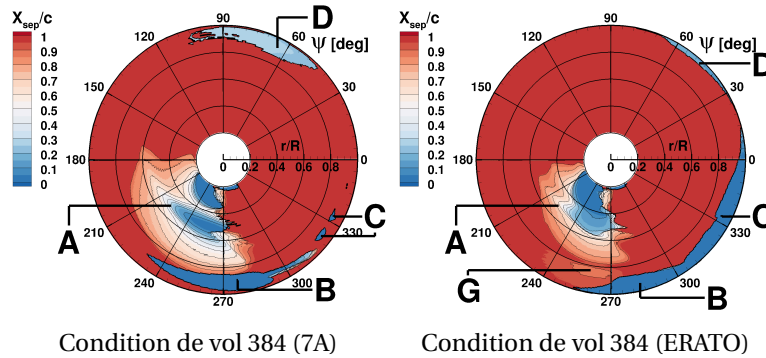 X_sep/c
1
0.9
0.8
0.7
0.6
0.5
0.4
0.3
0.2
0.1
0
90
D
60
Ψ [deg]
120
30
150
r/R
180
0 0.2 0.4 0.6 0.8
0
A
C
210
330
240
300
B
270
Condition de vol 384 (7A)
X_sep/c
1
0.9
0.8
0.7
0.6
0.5
0.4
0.3
0.2
0.1
0
90
60
Ψ [deg]
D
120
30
150
r/R
180
0 0.2 0.4 0.6 0.8
0
C
A
210
330
G
240
300
B
270
Condition de vol 384 (ERATO)